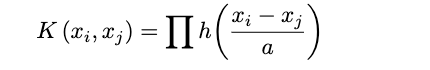 K (x_i, x_j) = ∏ h( (x_i − x_j) / a )